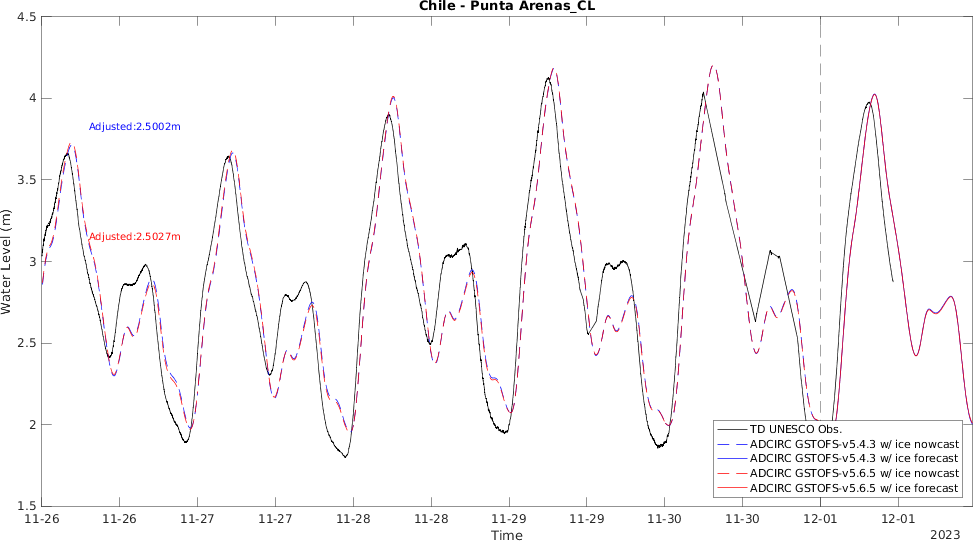 Chile - Punta Arenas_CL
4.5
4
3.5
3
2.5
2
1.5
Water Level (m)
Adjusted:2.5002m
Adjusted:2.5027m
TD UNESCO Obs.
ADCIRC GSTOFS-v5.4.3 w/ ice nowcast
ADCIRC GSTOFS-v5.4.3 w/ ice forecast
ADCIRC GSTOFS-v5.6.5 w/ ice nowcast
ADCIRC GSTOFS-v5.6.5 w/ ice forecast
11-26 11-26 11-27 11-27 11-28 11-28 11-29 11-29 11-30 11-30 12-01 12-01
Time
2023